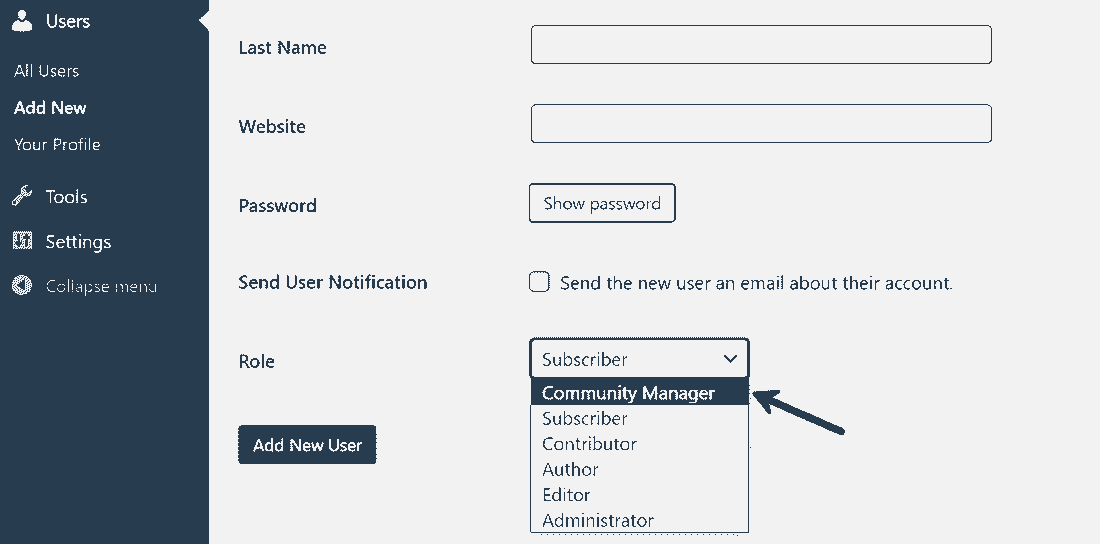 Users
All Users
Add New
Your Profile
Tools
Settings
Collapse menu
Last Name
Website
Password
Show password
Send User Notification
Send the new user an email about their account.
Role
Subscriber
Community Manager
Subscriber
Contributor
Author
Editor
Administrator
Add New User